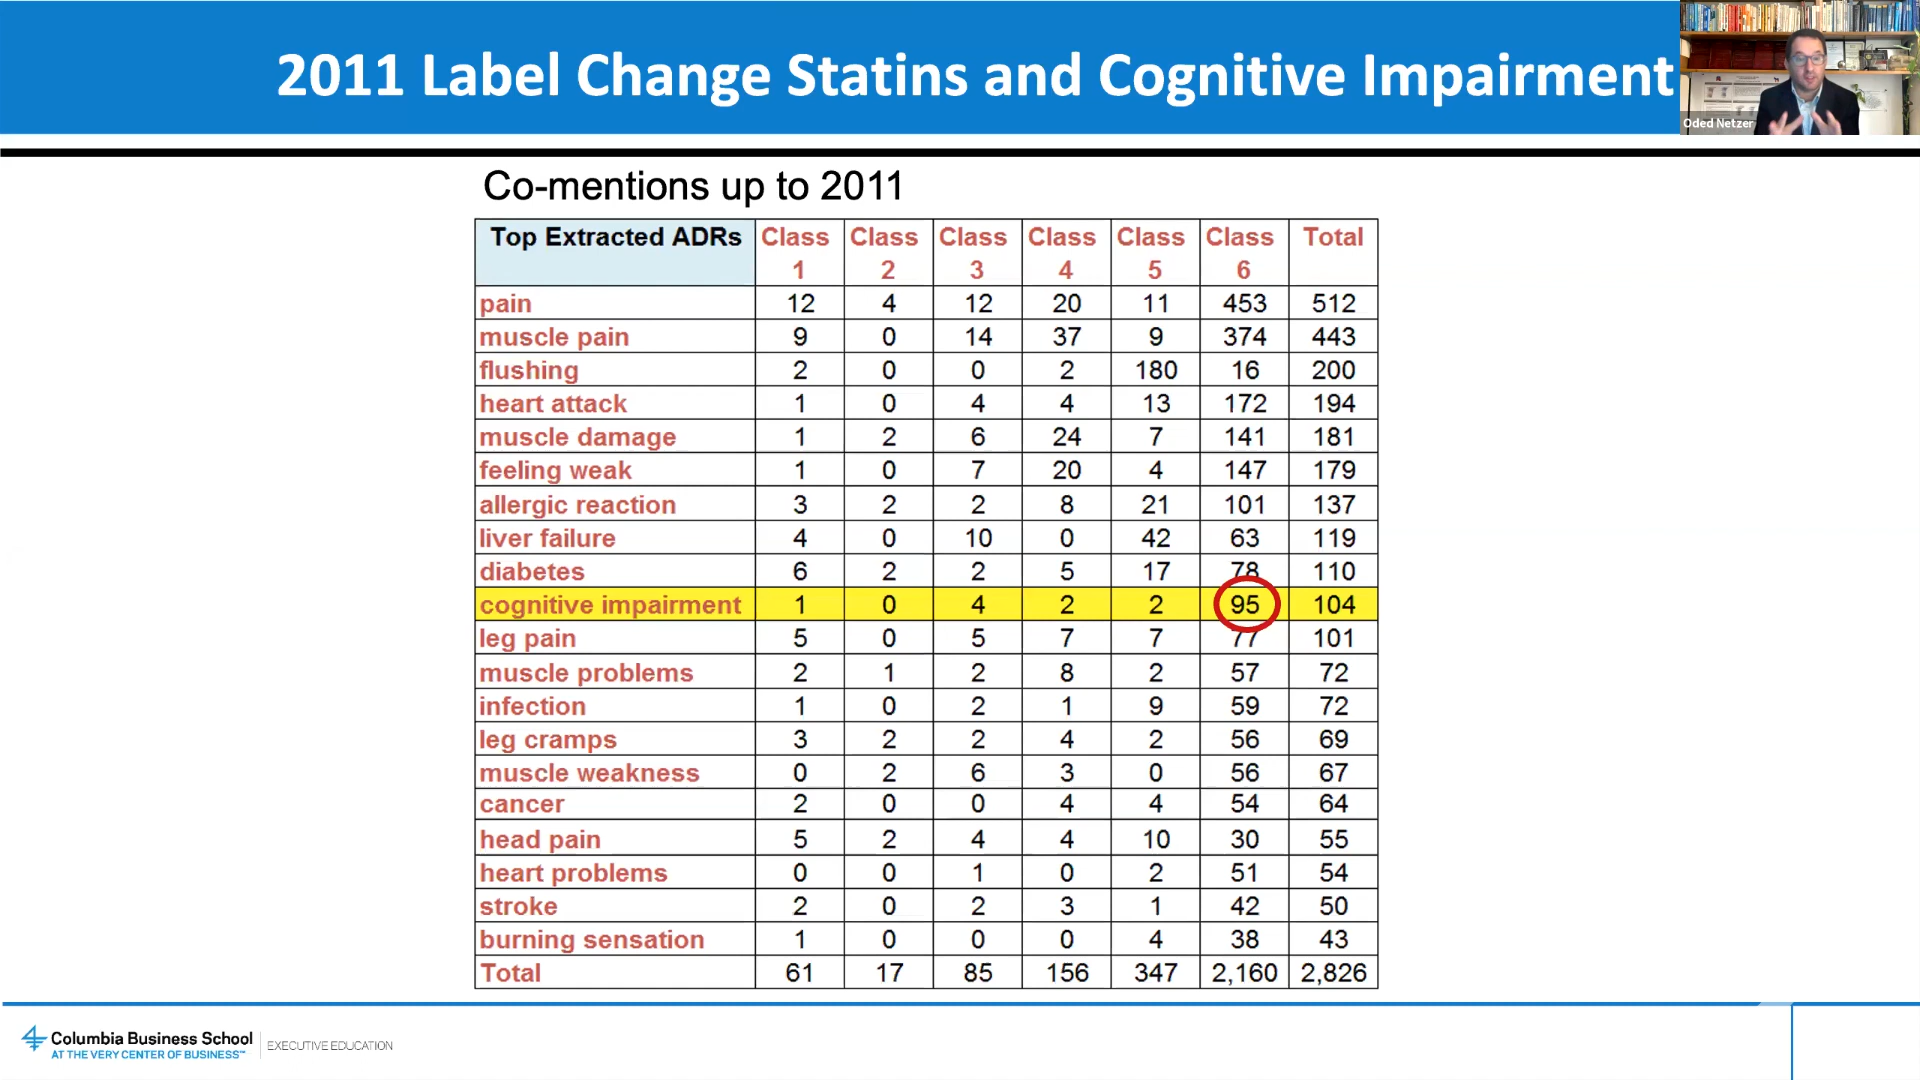 2011 Label Change Statins and Cognitive Impairment
Oded Netzer
Co-mentions up to 2011
Top Extracted ADRs Class 1 Class 2 Class 3 Class 4 Class 5 Class 6 Total
pain 12 4 12 20 11 453 512
muscle pain 9 0 14 37 9 374 443
flushing 2 0 0 2 180 16 200
heart attack 1 0 4 4 13 172 194
muscle damage 1 2 6 24 7 141 181
feeling weak 1 0 7 20 4 147 179
allergic reaction 3 2 2 8 21 101 137
liver failure 4 0 10 0 42 63 119
diabetes 6 2 2 5 17 78 110
cognitive impairment 1 0 4 2 2 95 104
leg pain 5 0 5 7 7 77 101
muscle problems 2 1 2 8 2 57 72
infection 1 0 2 1 9 59 72
leg cramps 3 2 2 4 2 56 69
muscle weakness 0 2 6 3 0 56 67
cancer 2 0 0 4 4 54 64
head pain 5 2 4 4 10 30 55
heart problems 0 0 1 0 2 51 54
stroke 2 0 2 3 1 42 50
burning sensation 1 0 0 0 4 38 43
Total 61 17 85 156 347 2,160 2,826
Columbia Business School
AT THE VERY CENTER OF BUSINESS™
EXECUTIVE EDUCATION